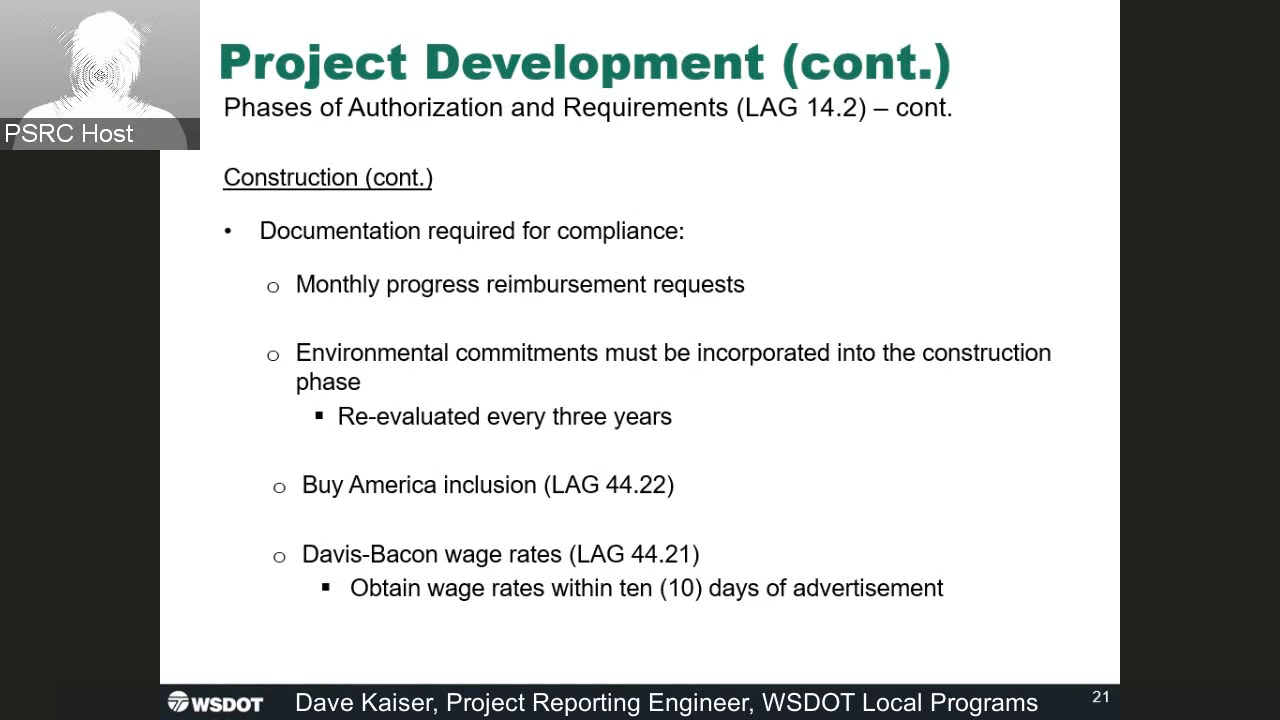 Project Development (cont.)
Phases of Authorization and Requirements (LAG 14.2) – cont.
PSRC Host
Construction (cont.)
• Documentation required for compliance:
o Monthly progress reimbursement requests
o Environmental commitments must be incorporated into the construction
phase
▪ Re-evaluated every three years
o Buy America inclusion (LAG 44.22)
o Davis-Bacon wage rates (LAG 44.21)
▪ Obtain wage rates within ten (10) days of advertisement
WSDOT Dave Kaiser, Project Reporting Engineer, WSDOT Local Programs 21